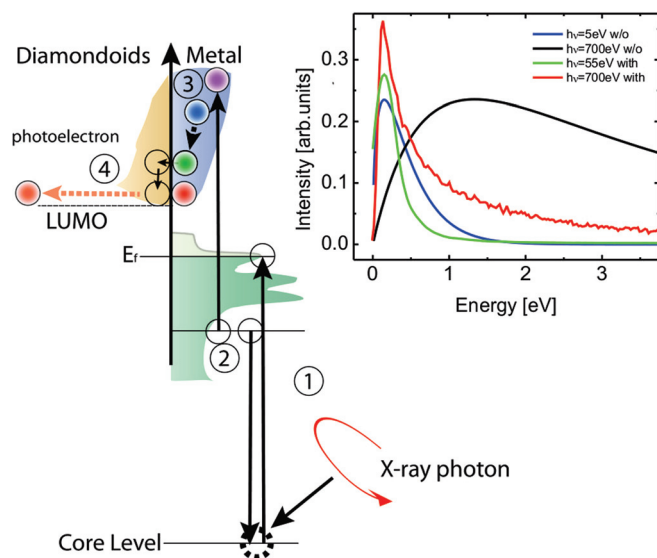 Diamondoids
Metal
3
photoelectron
4
LUMO
Ef
2
1
X-ray photon
Core Level
hν=5eV w/o
hν=700eV w/o
hν=55eV with
hν=700eV with
Intensity [arb.units]
0.3
0.2
0.1
0.0
0
1
2
3
Energy [eV]